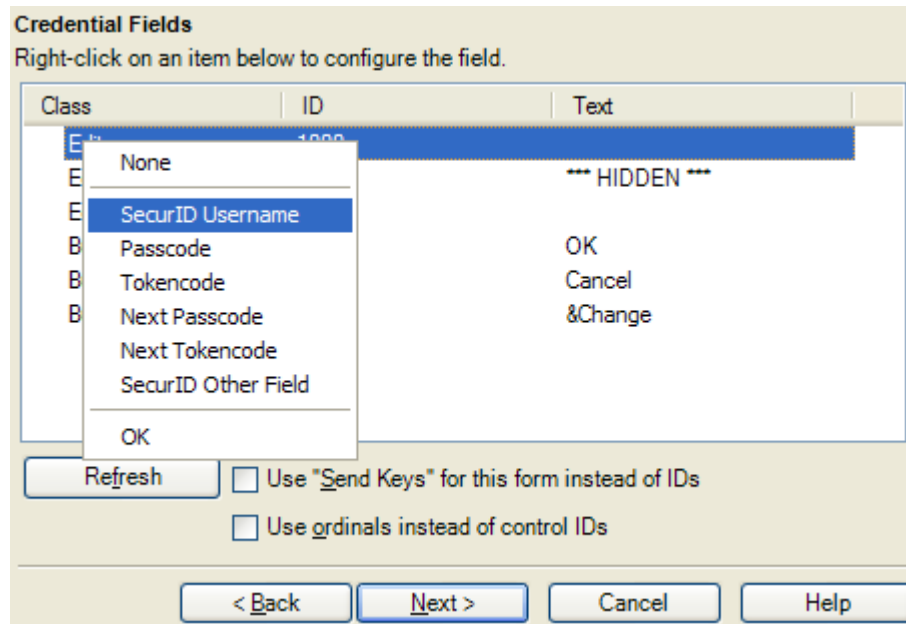 Credential Fields
Right-click on an item below to configure the field.
Class ID Text
None
*** HIDDEN ***
SecurID Username
Passcode OK
Tokencode Cancel
Next Passcode &Change
Next Tokencode
SecurID Other Field
OK
Refresh Use "Send Keys" for this form instead of IDs
Use ordinals instead of control IDs
< Back Next > Cancel Help